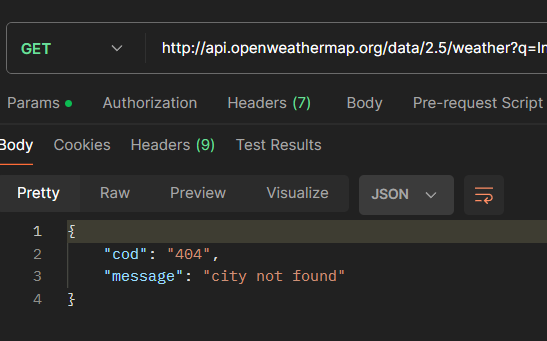 GET http://api.openweathermap.org/data/2.5/weather?q=In
Params Authorization Headers (7) Body Pre-request Script
Body Cookies Headers (9) Test Results
Pretty Raw Preview Visualize JSON
1 {
2 "cod": "404",
3 "message": "city not found"
4 }